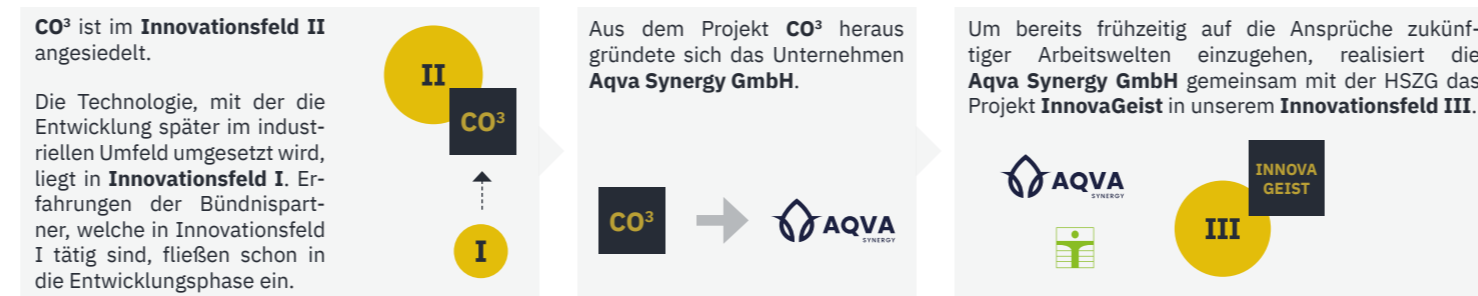 CO³ ist im Innovationsfeld II
angesiedelt.
Die Technologie, mit der die
Entwicklung später im indust-
riellen Umfeld umgesetzt wird,
liegt in Innovationsfeld I. Er-
fahrungen der Bündnispart-
ner, welche in Innovationsfeld
I tätig sind, fließen schon in
die Entwicklungsphase ein.
II
CO³
I
Aus dem Projekt CO³ heraus
gründete sich das Unternehmen
Aqva Synergy GmbH.
CO³
AQVA
SYNERGY
Um bereits frühzeitig auf die Ansprüche zukünf-
tiger Arbeitswelten einzugehen, realisiert die
Aqva Synergy GmbH gemeinsam mit der HSZG das
Projekt InnovaGeist in unserem Innovationsfeld III.
AQVA
SYNERGY
INNOVA
GEIST
III